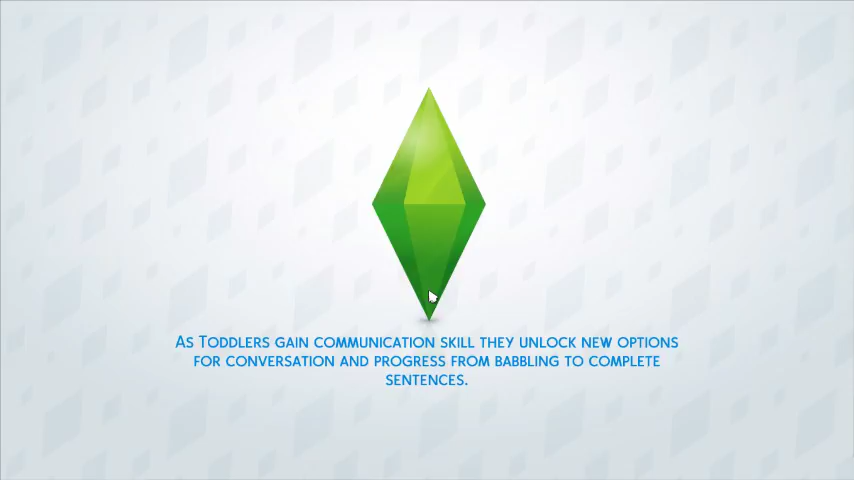 As Toddlers gain communication skill they unlock new options
for conversation and progress from babbling to complete
sentences.